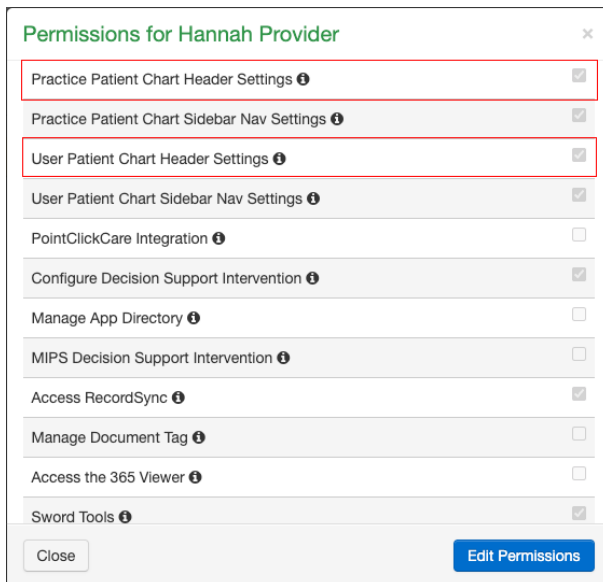 Permissions for Hannah Provider
Practice Patient Chart Header Settings
Practice Patient Chart Sidebar Nav Settings
User Patient Chart Header Settings
User Patient Chart Sidebar Nav Settings
PointClickCare Integration
Configure Decision Support Intervention
Manage App Directory
MIPS Decision Support Intervention
Access RecordSync
Manage Document Tag
Access the 365 Viewer
Sword Tools
Close
Edit Permissions